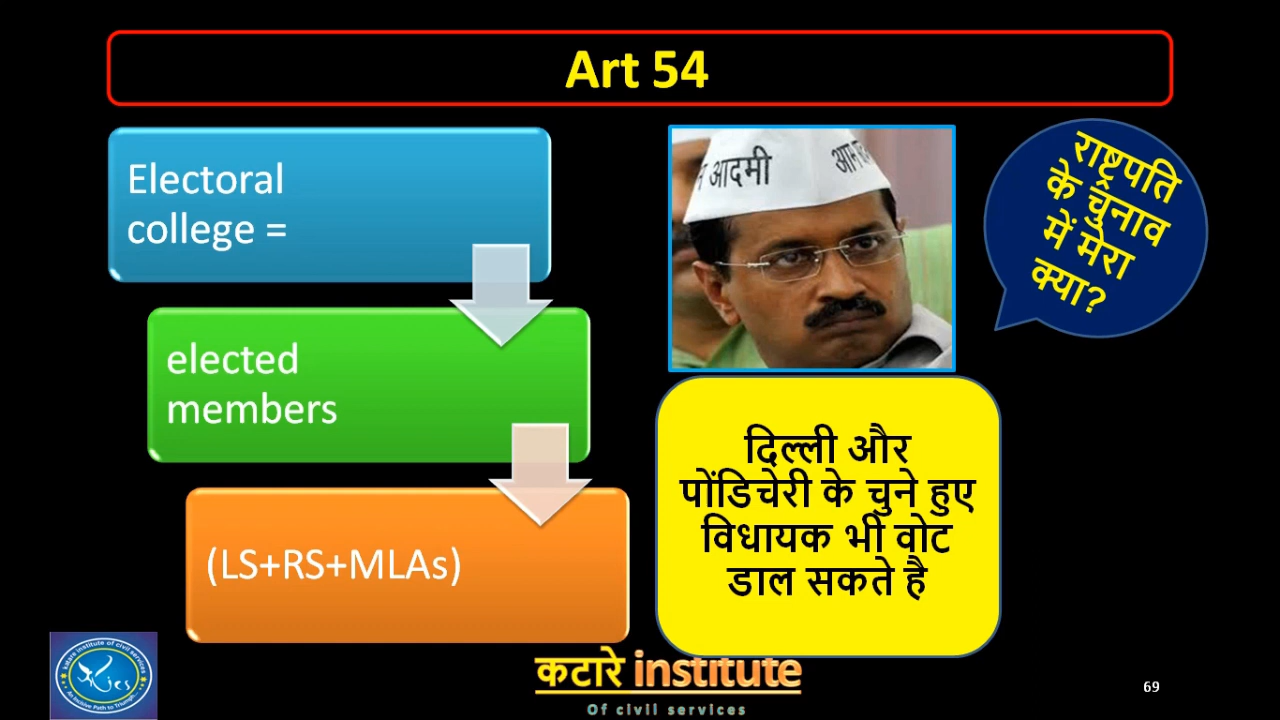 Art 54
Electoral
college =
elected
members
(LS+RS+MLAs)
आदमी
राष्ट्रपति
के चुनाव
में मेरा
क्या?
दिल्ली और
पोंडिचेरी के चुने हुए
विधायक भी वोट
डाल सकते है
कटारे institute
Of civil services
69